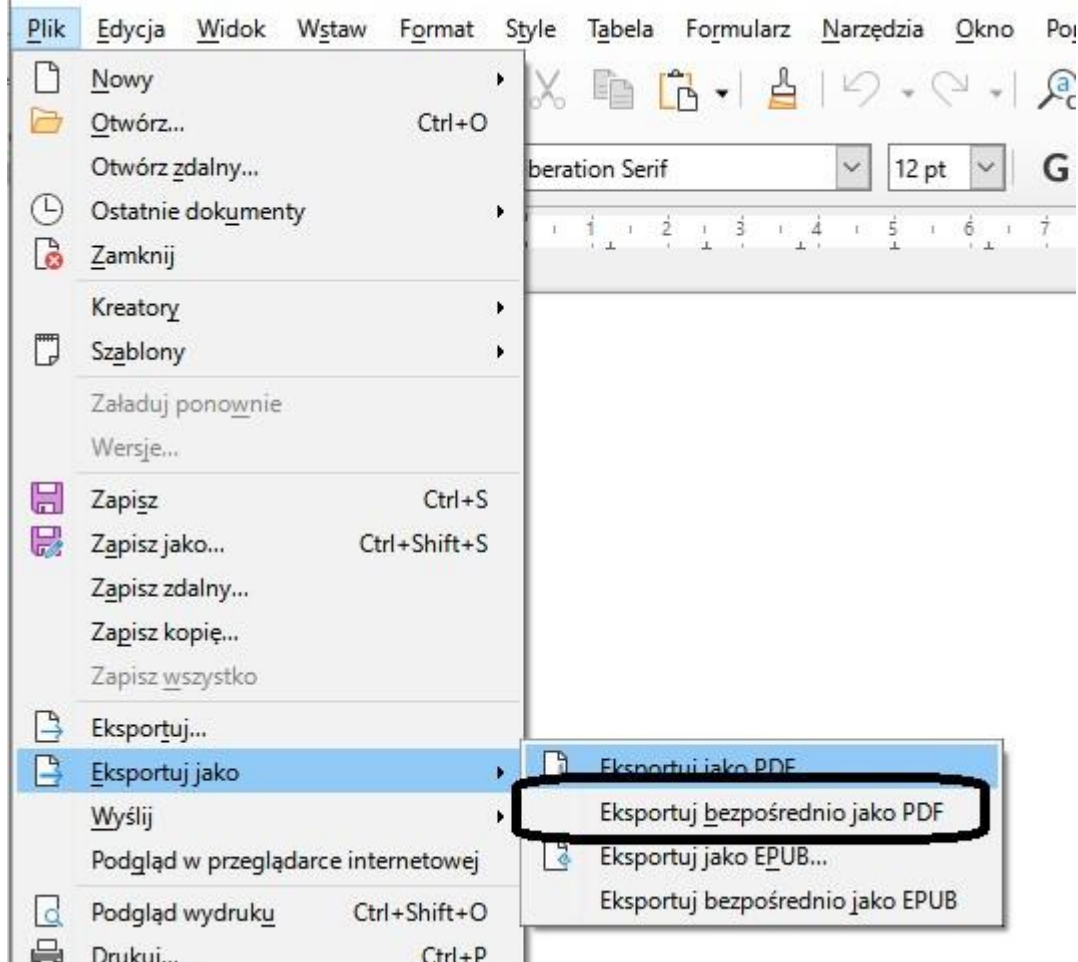 Plik Edycja Widok Wstaw Format Style Tabela Formularz Narzędzia Okno
Nowy
Otwórz... Ctrl+O
Otwórz zdalny...
beration Serif 12 pt G
Ostatnie dokumenty
1 2 3 4 5 6 7
Zamknij
Kreatory
Szablony
Załaduj ponownie
Wersje...
Zapisz Ctrl+S
Zapisz jako... Ctrl+Shift+S
Zapisz zdalny...
Zapisz kopię...
Zapisz wszystko
Eksportuj...
Eksportuj jako
Eksportuj jako PDF
Eksportuj bezpośrednio jako PDF
Eksportuj jako EPUB...
Eksportuj bezpośrednio jako EPUB
Wyślij
Podgląd w przeglądarce internetowej
Podgląd wydruku Ctrl+Shift+O
Drukuj... Ctrl+P